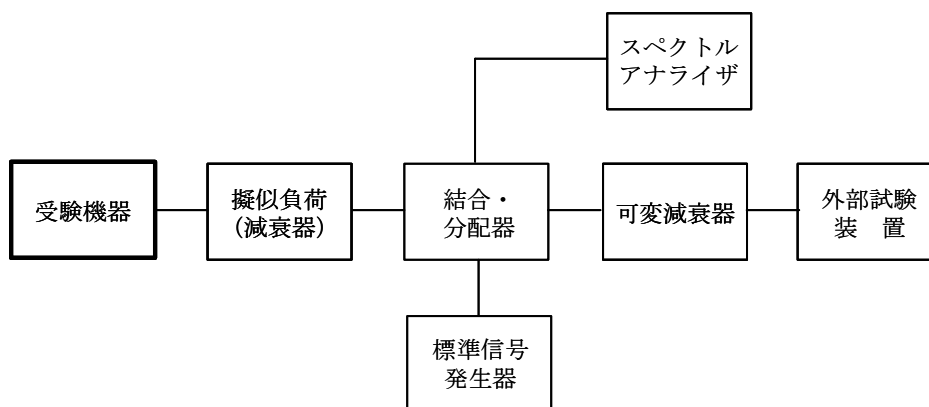 スペクトル
アナライザ
受験機器
擬似負荷
（減衰器）
結合・
分配器
可変減衰器
外部試験
装　置
標準信号
発生器